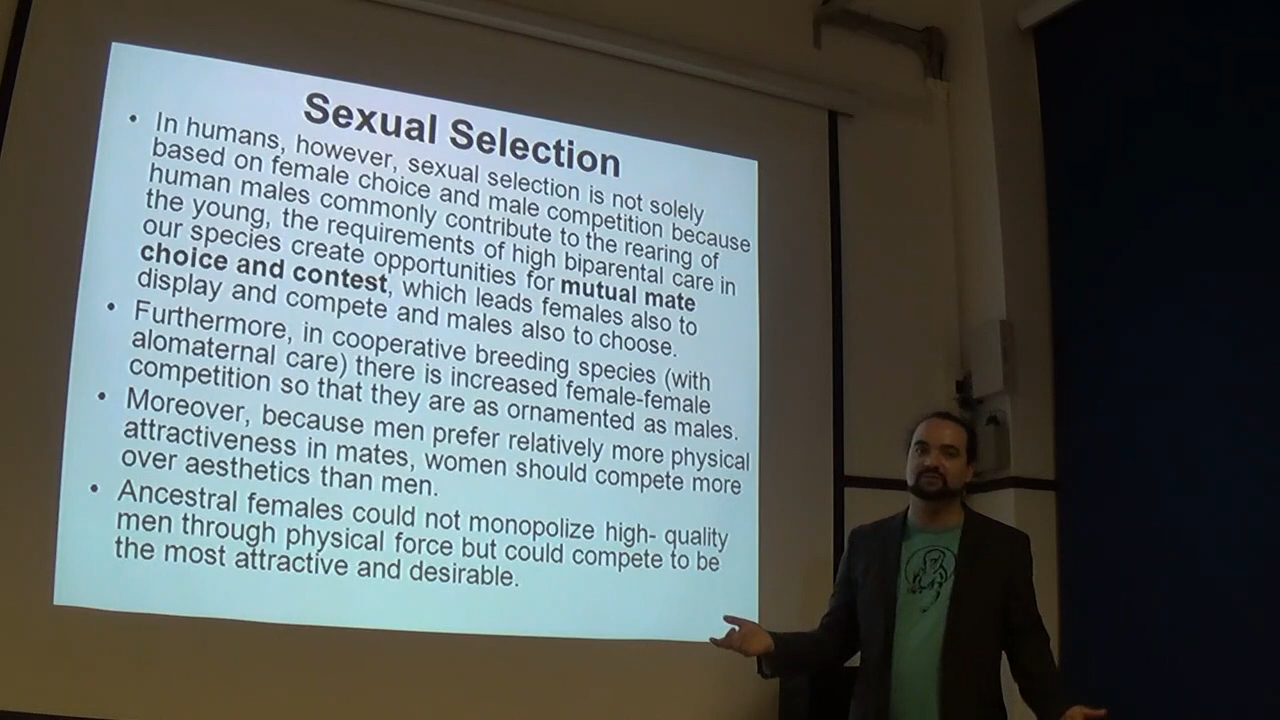 Sexual Selection
• In humans, however, sexual selection is not solely
based on female choice and male competition because
human males commonly contribute to the rearing of
the young, the requirements of high biparental care in
our species create opportunities for mutual mate
choice and contest, which leads females also to
display and compete and males also to choose.
• Furthermore, in cooperative breeding species (with
alomaternal care) there is increased female-female
competition so that they are as ornamented as males.
• Moreover, because men prefer relatively more physical
attractiveness in mates, women should compete more
over aesthetics than men.
• Ancestral females could not monopolize high- quality
men through physical force but could compete to be
the most attractive and desirable.